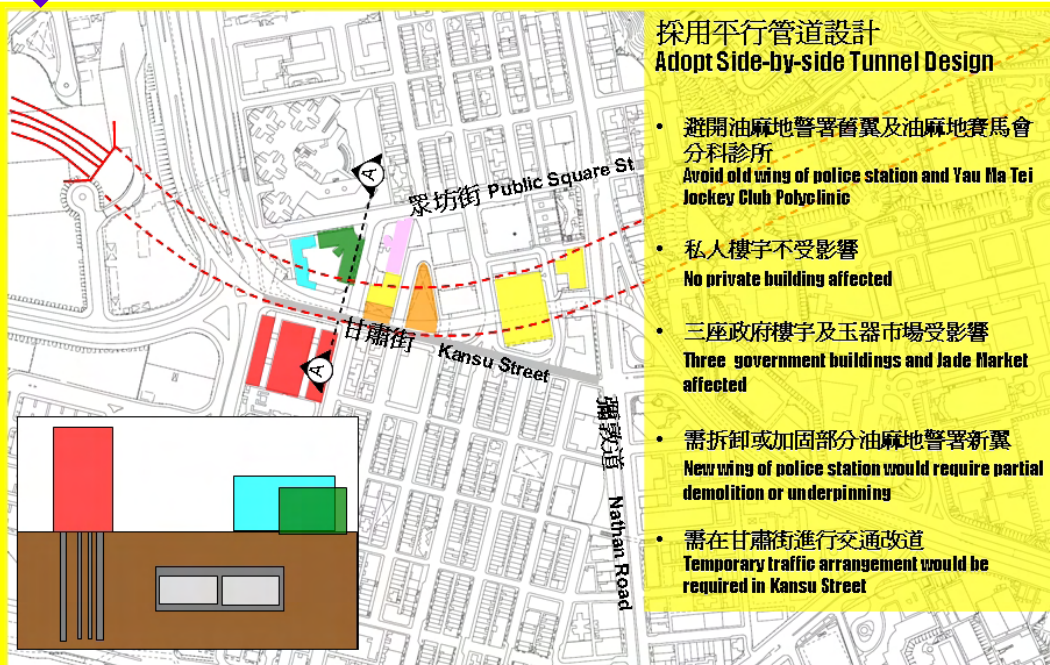 採用平行管道設計
Adopt Side-by-side Tunnel Design
• 避開油麻地警署舊翼及油麻地賽馬會
分科診所
Avoid old wing of police station and Yau Ma Tei
Jockey Club Polyclinic
• 私人樓宇不受影響
No private building affected
• 三座政府樓宇及玉器市場受影響
Three government buildings and Jade Market
affected
• 需拆卸或加固部分油麻地警署新翼
New wing of police station would require partial
demolition or underpinning
• 需在甘肅街進行交通改道
Temporary traffic arrangement would be
required in Kansu Street
A
眾坊街 Public Square St
甘肅街 Kansu Street
A
彌敦道 Nathan Road